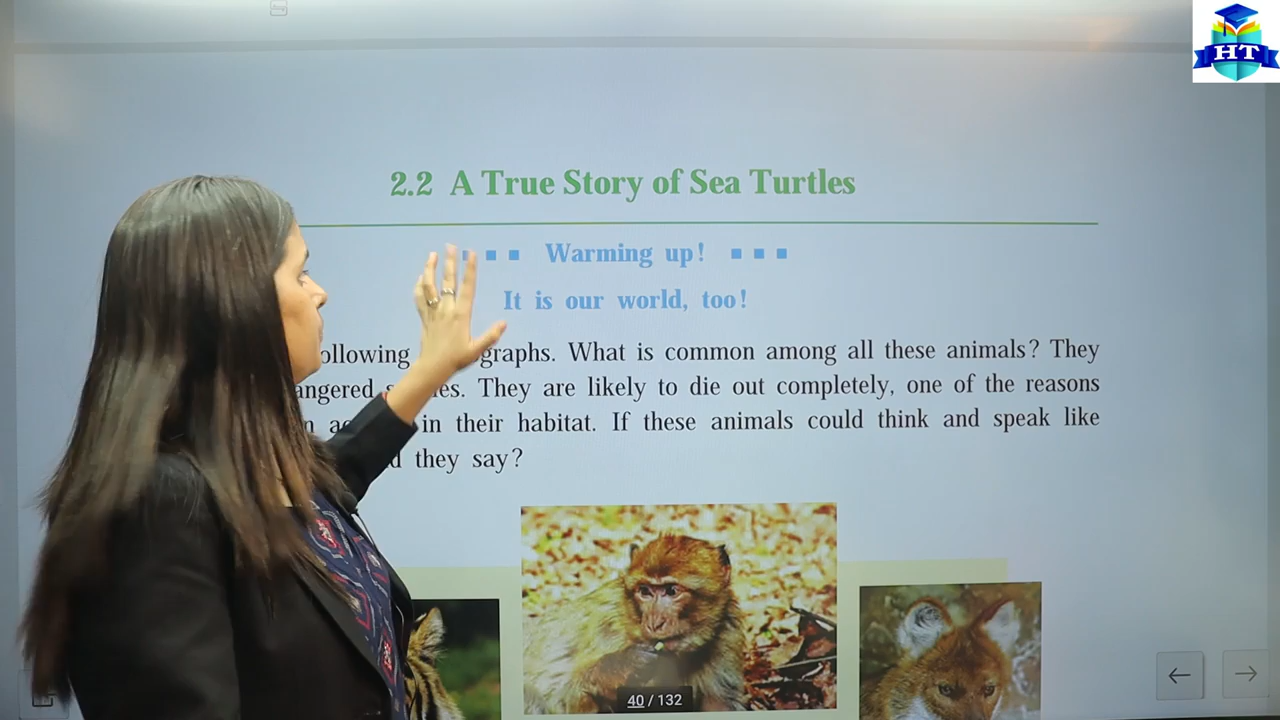 HT
2.2 A True Story of Sea Turtles
Warming up!
It is our world, too!
ollowing graphs. What is common among all these animals? They
angered es. They are likely to die out completely, one of the reasons
in their habitat. If these animals could think and speak like
they say?
40 / 132